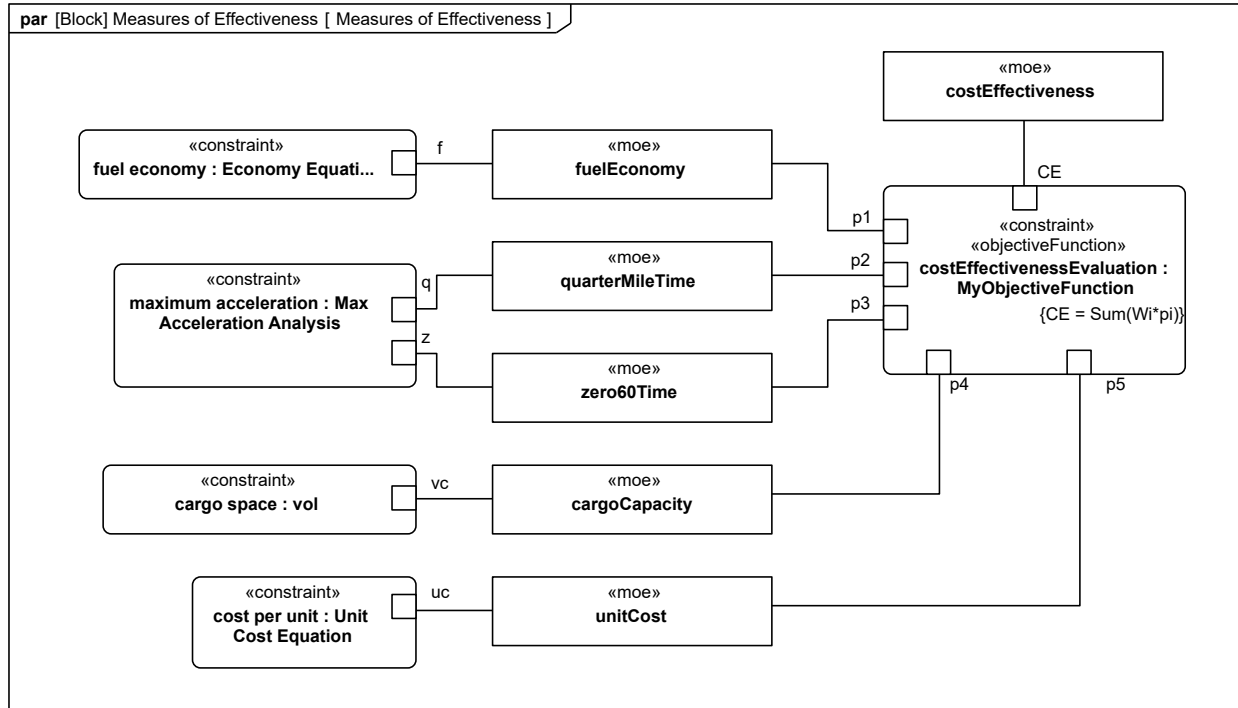 par [Block] Measures of Effectiveness [ Measures of Effectiveness ]
«moe»
costEffectiveness
CE
«constraint»
fuel economy : Economy Equati...
f
«moe»
fuelEconomy
p1
«constraint»
«objectiveFunction»
costEffectivenessEvaluation :
MyObjectiveFunction
{CE = Sum(Wi*pi)}
«constraint»
maximum acceleration : Max
Acceleration Analysis
q
«moe»
quarterMileTime
p2
z
«moe»
zero60Time
p3
p4
p5
«constraint»
cargo space : vol
vc
«moe»
cargoCapacity
«constraint»
cost per unit : Unit
Cost Equation
uc
«moe»
unitCost